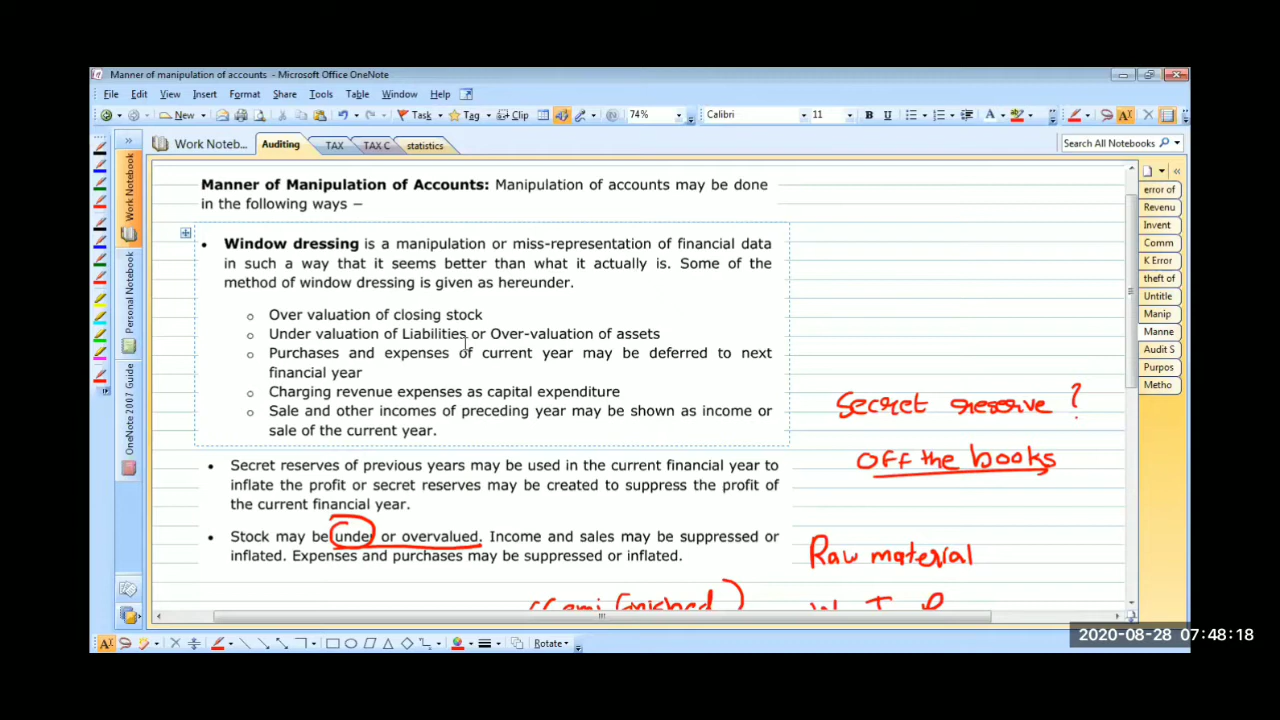 Manner of manipulation of accounts - Microsoft Office OneNote
File Edit View Insert Format Share Tools Table Window Help
New Task Tag Clip 74% Calibri 11 B U A
Work Noteb... Auditing TAX TAX C statistics Search All Notebooks
Work Notebook
Personal Notebook
OneNote 2007 Guide
Manner of Manipulation of Accounts: Manipulation of accounts may be done
in the following ways –
• Window dressing is a manipulation or miss-representation of financial data
in such a way that it seems better than what it actually is. Some of the
method of window dressing is given as hereunder.
o Over valuation of closing stock
o Under valuation of Liabilities or Over-valuation of assets
o Purchases and expenses of current year may be deferred to next
financial year
o Charging revenue expenses as capital expenditure
o Sale and other incomes of preceding year may be shown as income or
sale of the current year.
• Secret reserves of previous years may be used in the current financial year to
inflate the profit or secret reserves may be created to suppress the profit of
the current financial year.
• Stock may be under or overvalued. Income and sales may be suppressed or
inflated. Expenses and purchases may be suppressed or inflated.
Secret reserve ?
OFF the books
Raw material
(Semi finished)
W I P
error of
Revenu
Invent
Comm
K Error
theft of
Untitle
Manip
Manne
Audit S
Purpos
Metho
Rotate
2020-08-28 07:48:18